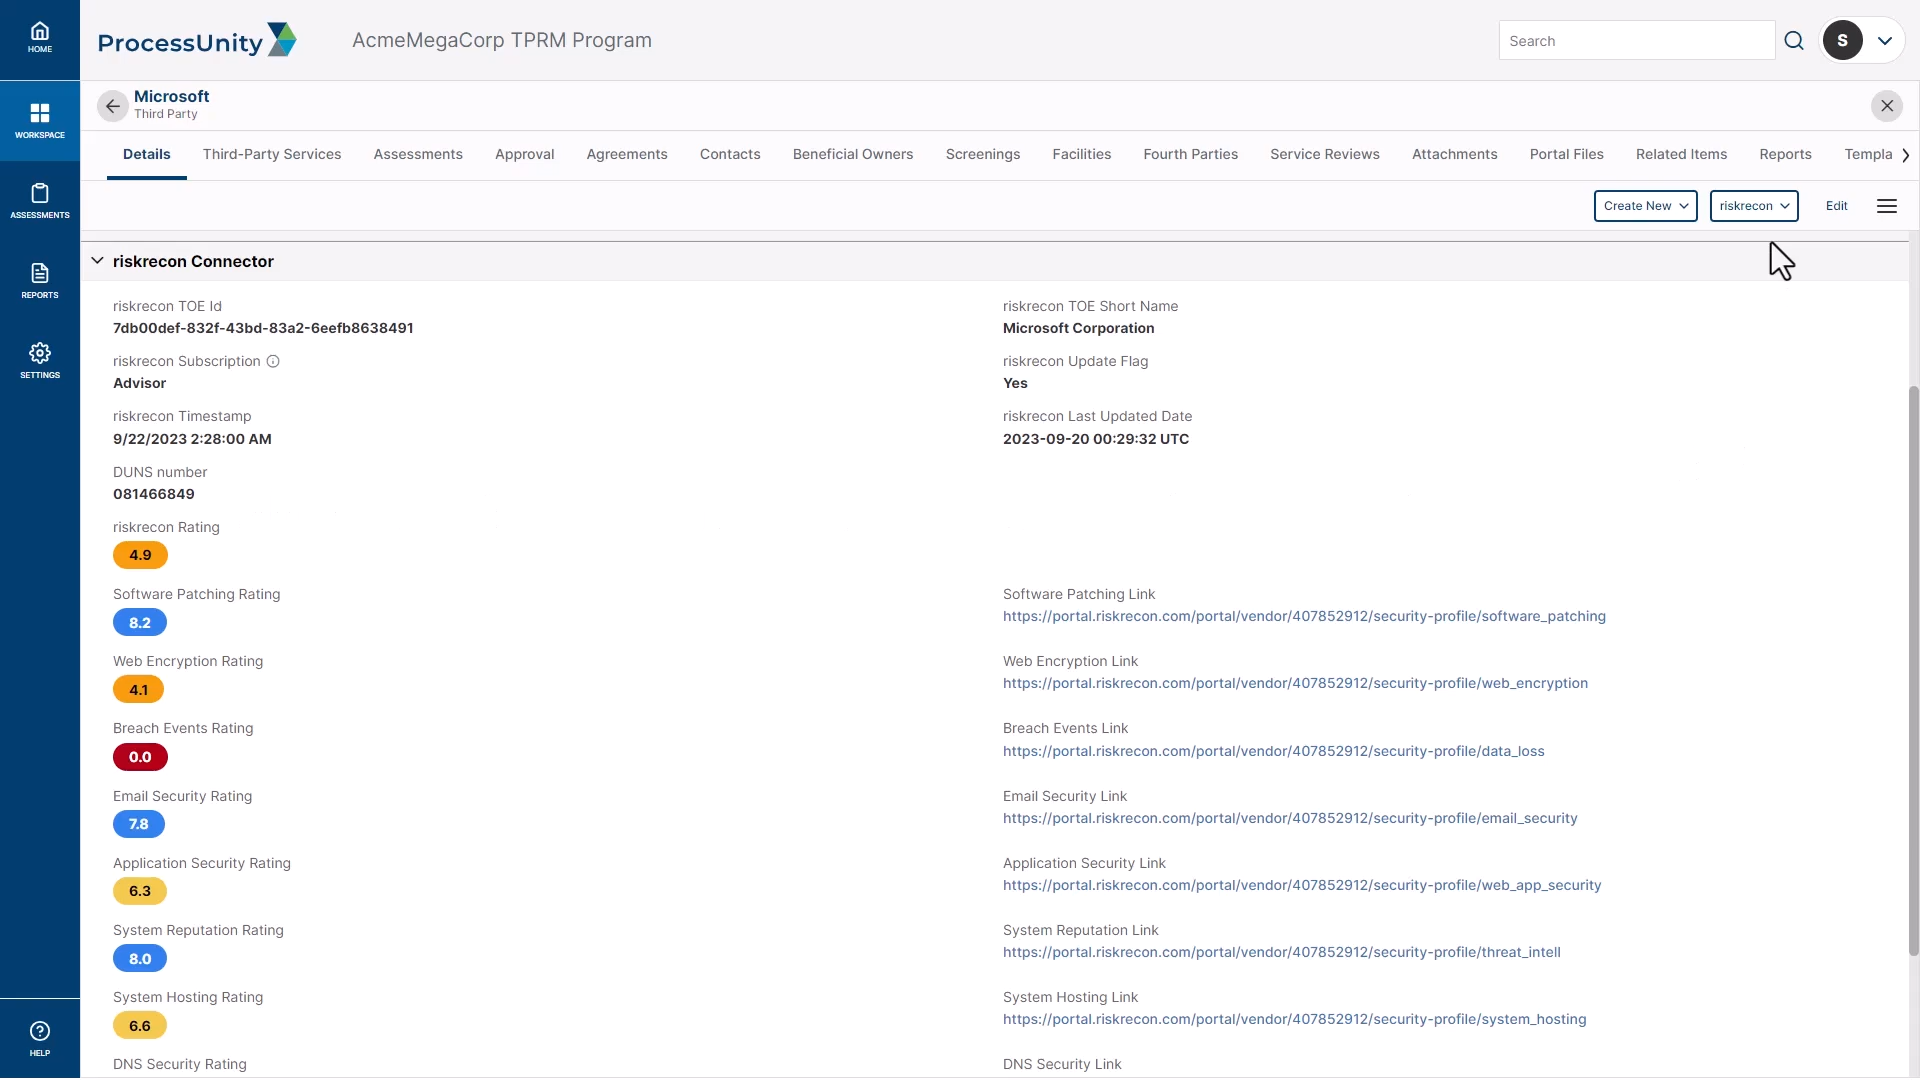 HOME
ProcessUnity
AcmeMegaCorp TPRM Program
Search
S
WORKSPACE
Microsoft
Third Party
Details
Third-Party Services
Assessments
Approval
Agreements
Contacts
Beneficial Owners
Screenings
Facilities
Fourth Parties
Service Reviews
Attachments
Portal Files
Related Items
Reports
Templa
ASSESSMENTS
Create New
riskrecon
Edit
REPORTS
SETTINGS
riskrecon Connector
riskrecon TOE Id
7db00def-832f-43bd-83a2-6eefb8638491
riskrecon TOE Short Name
Microsoft Corporation
riskrecon Subscription
Advisor
riskrecon Update Flag
Yes
riskrecon Timestamp
9/22/2023 2:28:00 AM
riskrecon Last Updated Date
2023-09-20 00:29:32 UTC
DUNS number
081466849
riskrecon Rating
4.9
Software Patching Rating
8.2
Software Patching Link
https://portal.riskrecon.com/portal/vendor/407852912/security-profile/software_patching
Web Encryption Rating
4.1
Web Encryption Link
https://portal.riskrecon.com/portal/vendor/407852912/security-profile/web_encryption
Breach Events Rating
0.0
Breach Events Link
https://portal.riskrecon.com/portal/vendor/407852912/security-profile/data_loss
Email Security Rating
7.8
Email Security Link
https://portal.riskrecon.com/portal/vendor/407852912/security-profile/email_security
Application Security Rating
6.3
Application Security Link
https://portal.riskrecon.com/portal/vendor/407852912/security-profile/web_app_security
System Reputation Rating
8.0
System Reputation Link
https://portal.riskrecon.com/portal/vendor/407852912/security-profile/threat_intell
System Hosting Rating
6.6
System Hosting Link
https://portal.riskrecon.com/portal/vendor/407852912/security-profile/system_hosting
DNS Security Rating
DNS Security Link
HELP